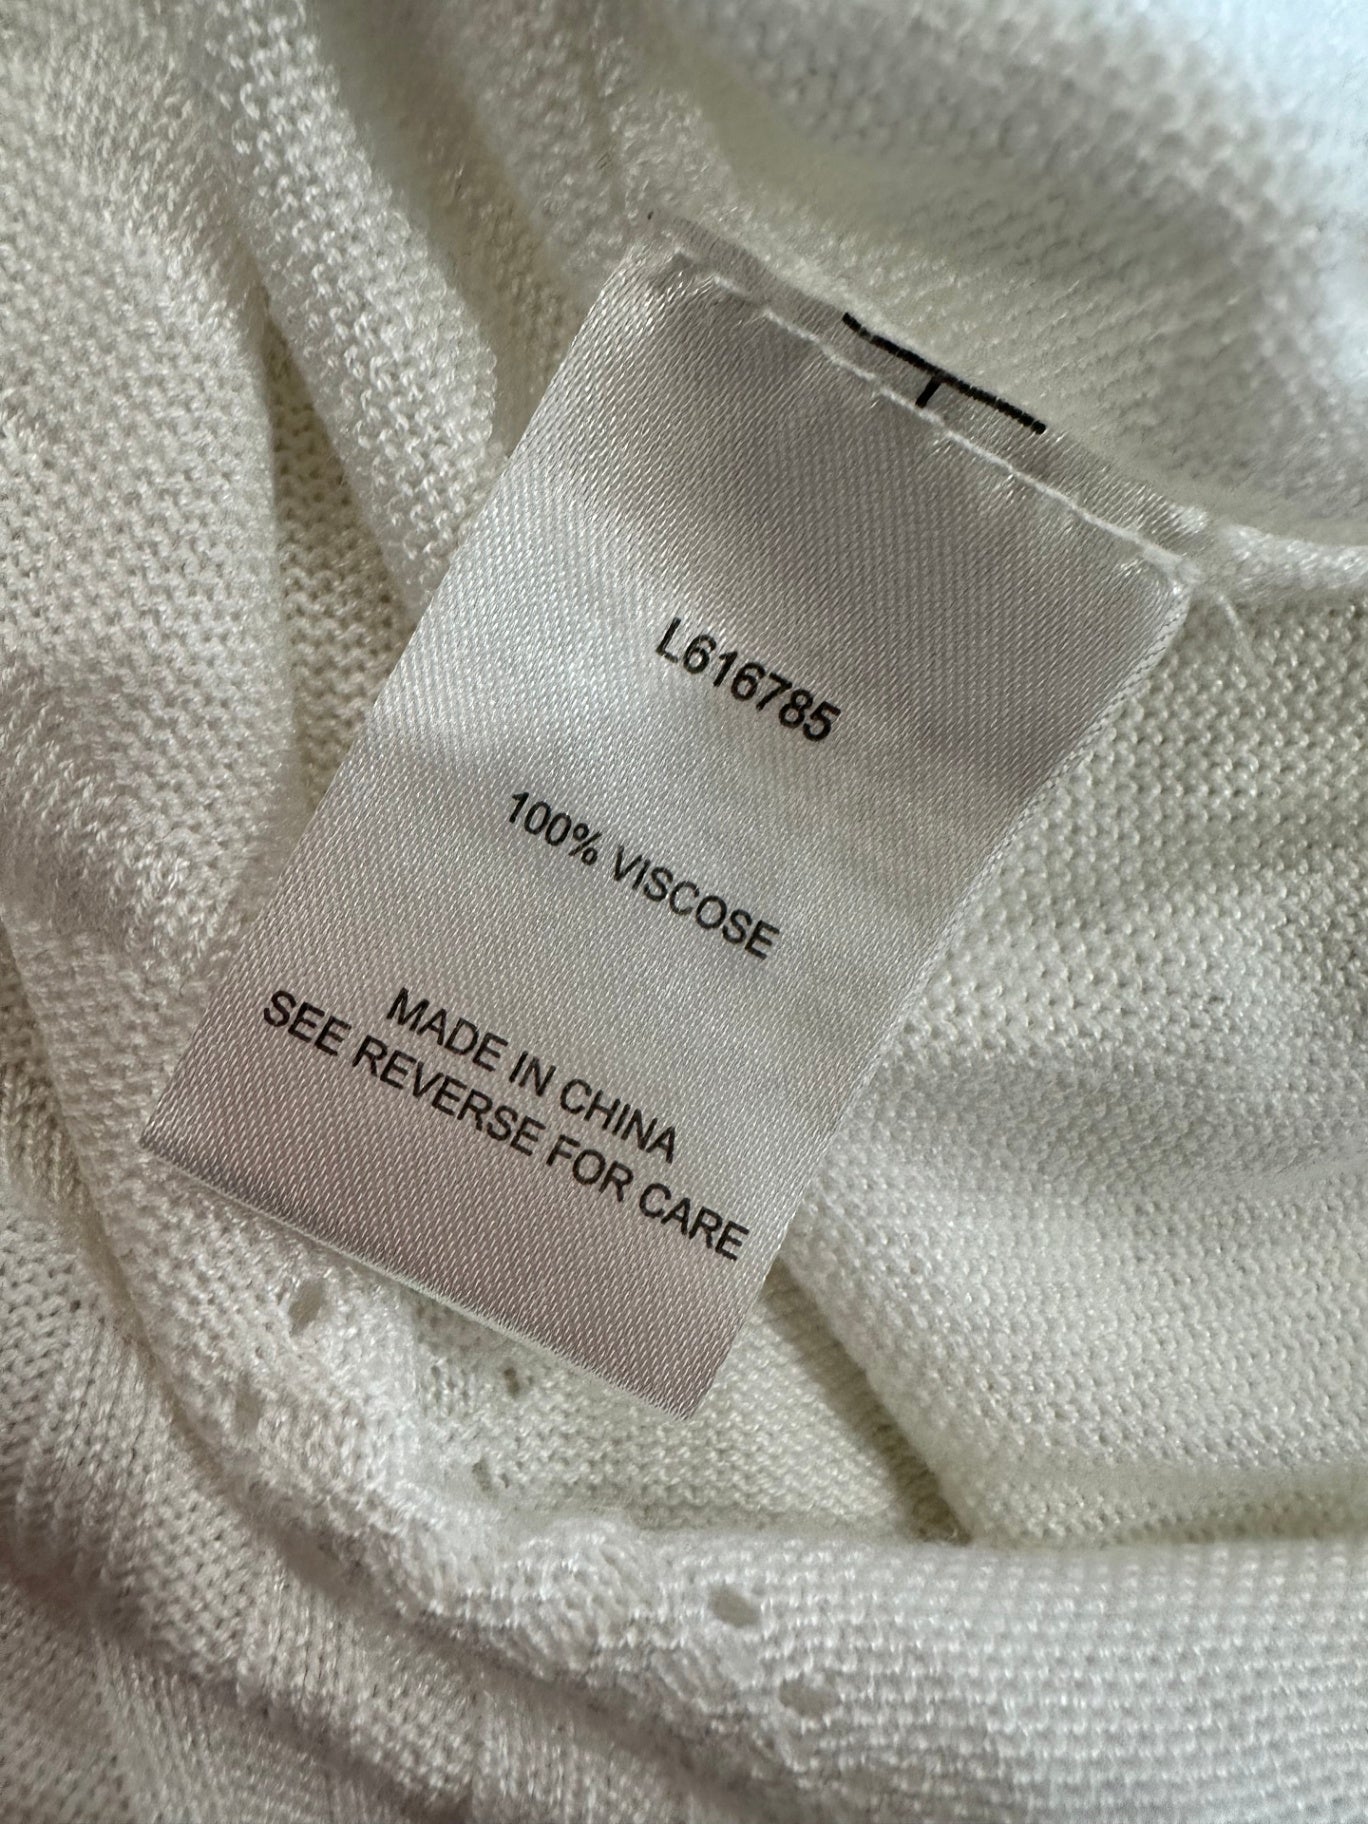 L616785
100% VISCOSE
MADE IN CHINA
SEE REVERSE FOR CARE